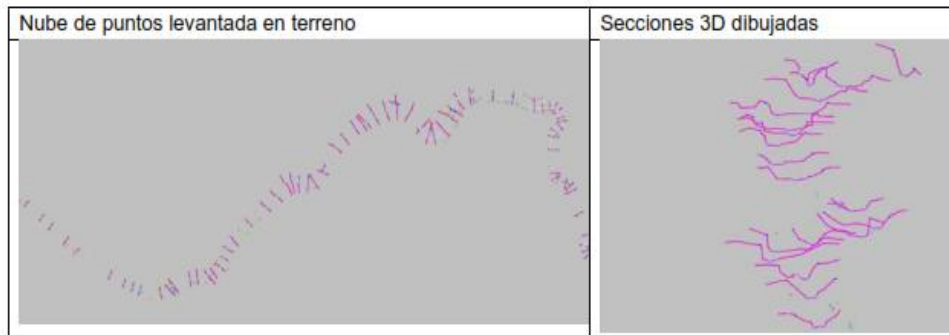 Nube de puntos levantada en terreno
Secciones 3D dibujadas